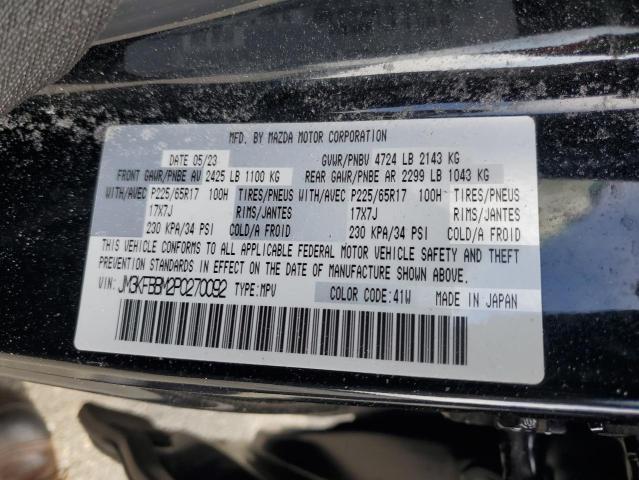 MFD. BY MAZDA MOTOR CORPORATION
DATE 05/23 GVWR/PNBV 4724 LB 2143 KG
FRONT GAWR/PNBE AV 2425 LB 1100 KG REAR GAWR/PNBE AR 2299 LB 1043 KG
WITH/AVEC P225/65R17 100H TIRES/PNEUS WITH/AVEC P225/65R17 100H TIRES/PNEUS
17X7J RIMS/JANTES 17X7J RIMS/JANTES
230 KPA/34 PSI COLD/A FROID 230 KPA/34 PSI COLD/A FROID
THIS VEHICLE CONFORMS TO ALL APPLICABLE FEDERAL MOTOR VEHICLE SAFETY AND THEFT
PREVENTION STANDARDS IN EFFECT ON THE DATE OF MANUFACTURE SHOWN ABOVE.
VIN: JM3KFBBM2P0270092 TYPE:MPV COLOR CODE:41W MADE IN JAPAN